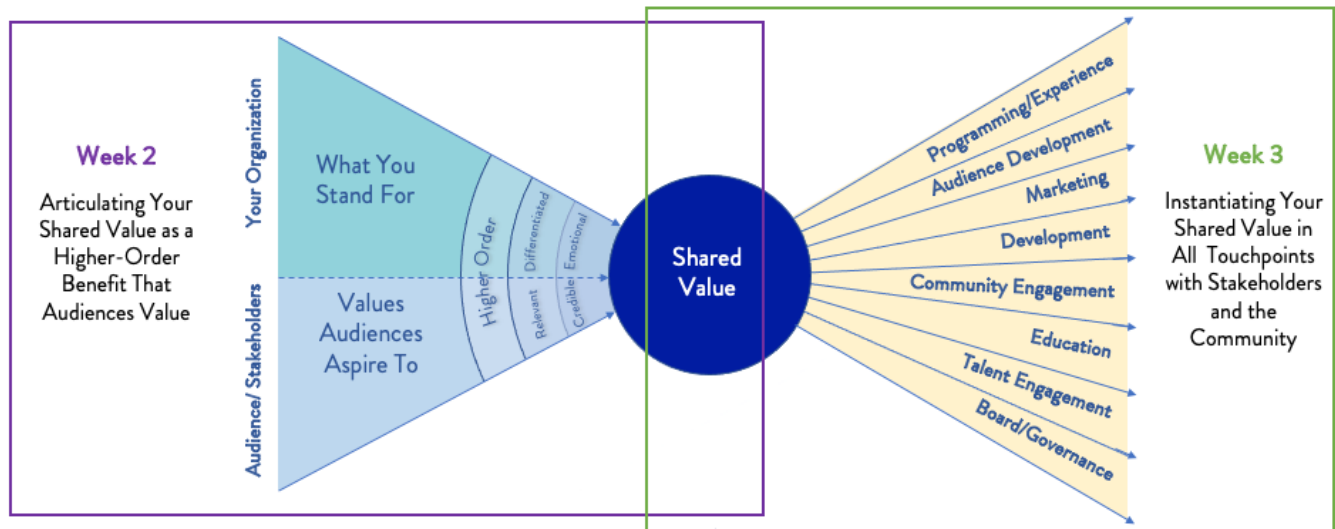 Week 2
Articulating Your
Shared Value as a
Higher-Order
Benefit That
Audiences Value
Your Organization
Audience/ Stakeholders
What You
Stand For
Values
Audiences
Aspire To
Higher Order
Differentiated
Relevant
Emotional
Credible
Shared
Value
Programming/Experience
Audience Development
Marketing
Development
Community Engagement
Education
Talent Engagement
Board/Governance
Week 3
Instantiating Your
Shared Value in
All Touchpoints
with Stakeholders
and the
Community